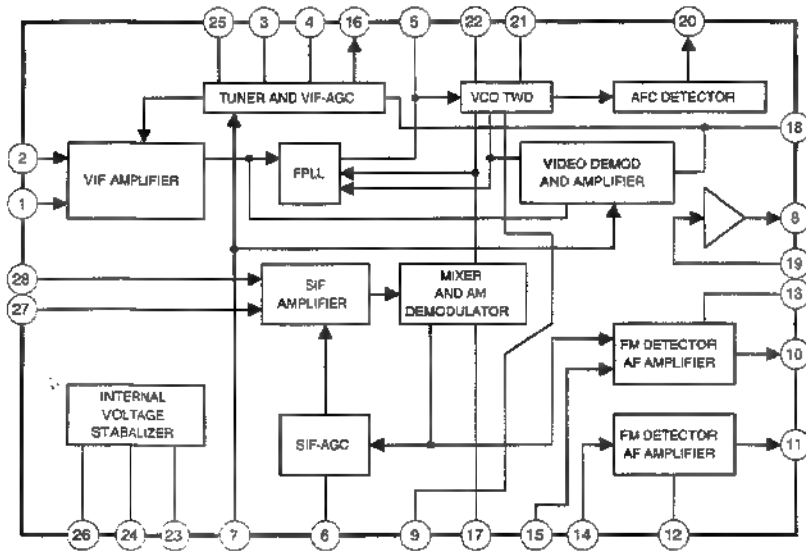 25
3
4
16
5
22
21
20
TUNER AND VIF-AGC
VCO TWD
AFC DETECTOR
18
2
VIF AMPLIFIER
FPLL
VIDEO DEMOD
AND AMPLIFIER
1
8
19
28
SIF
AMPLIFIER
MIXER
AND AM
DEMODULATOR
13
27
FM DETECTOR
AF AMPLIFIER
10
INTERNAL
VOLTAGE
STABALIZER
SIF-AGC
FM DETECTOR
AF AMPLIFIER
11
26
24
23
7
6
9
17
15
14
12